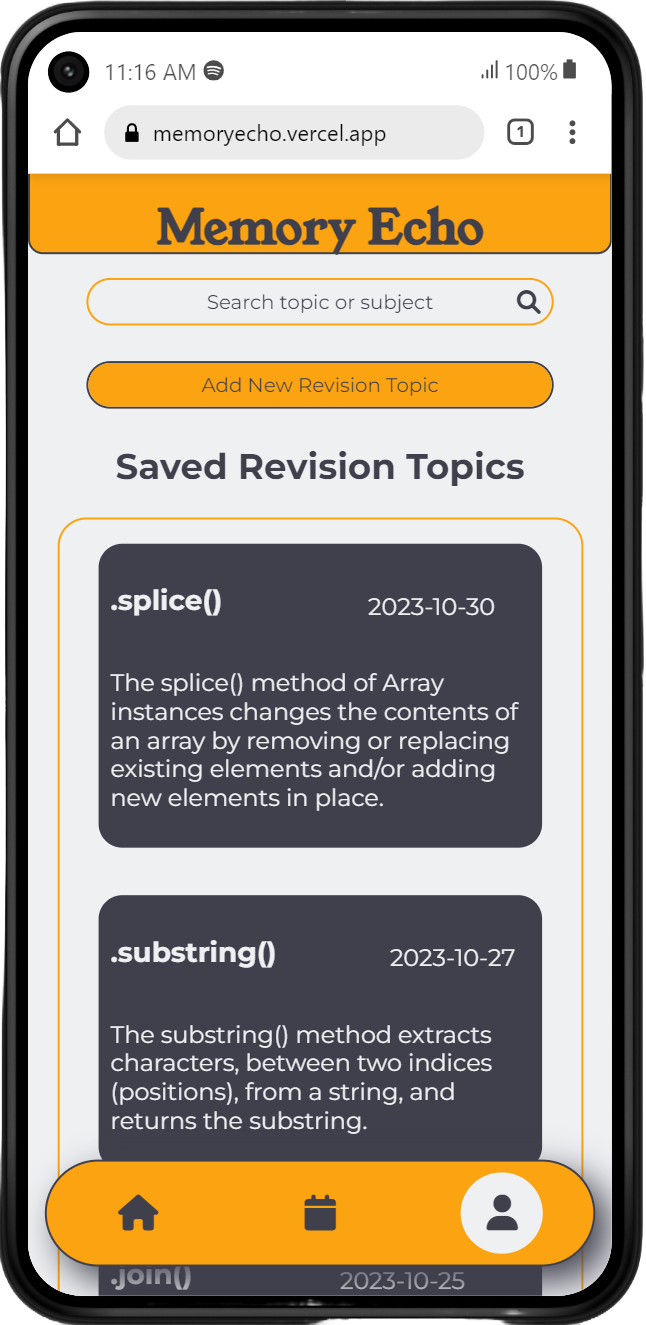 11:16 AM 100%
memoryecho.vercel.app 1
Memory Echo
Search topic or subject
Add New Revision Topic
Saved Revision Topics
.splice() 2023-10-30
The splice() method of Array
instances changes the contents of
an array by removing or replacing
existing elements and/or adding
new elements in place.
.substring() 2023-10-27
The substring() method extracts
characters, between two indices
(positions), from a string, and
returns the substring.
.join() 2023-10-25